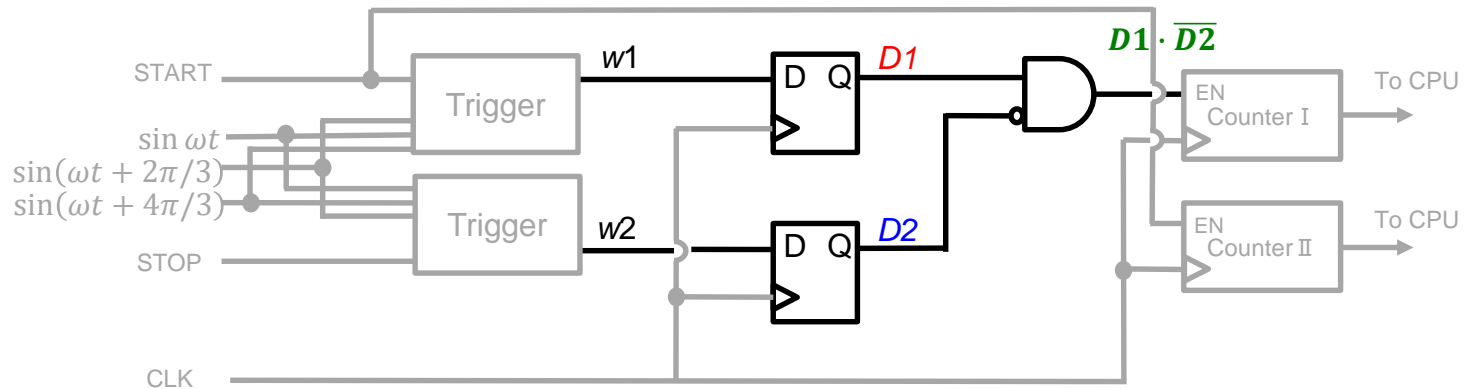 START
sin ωt
sin(ωt + 2π/3)
sin(ωt + 4π/3)
STOP
CLK
Trigger
Trigger
w1
w2
D Q
D Q
D1
D2
D1 · \overline{D2}
EN
Counter Ⅰ
To CPU
EN
Counter Ⅱ
To CPU